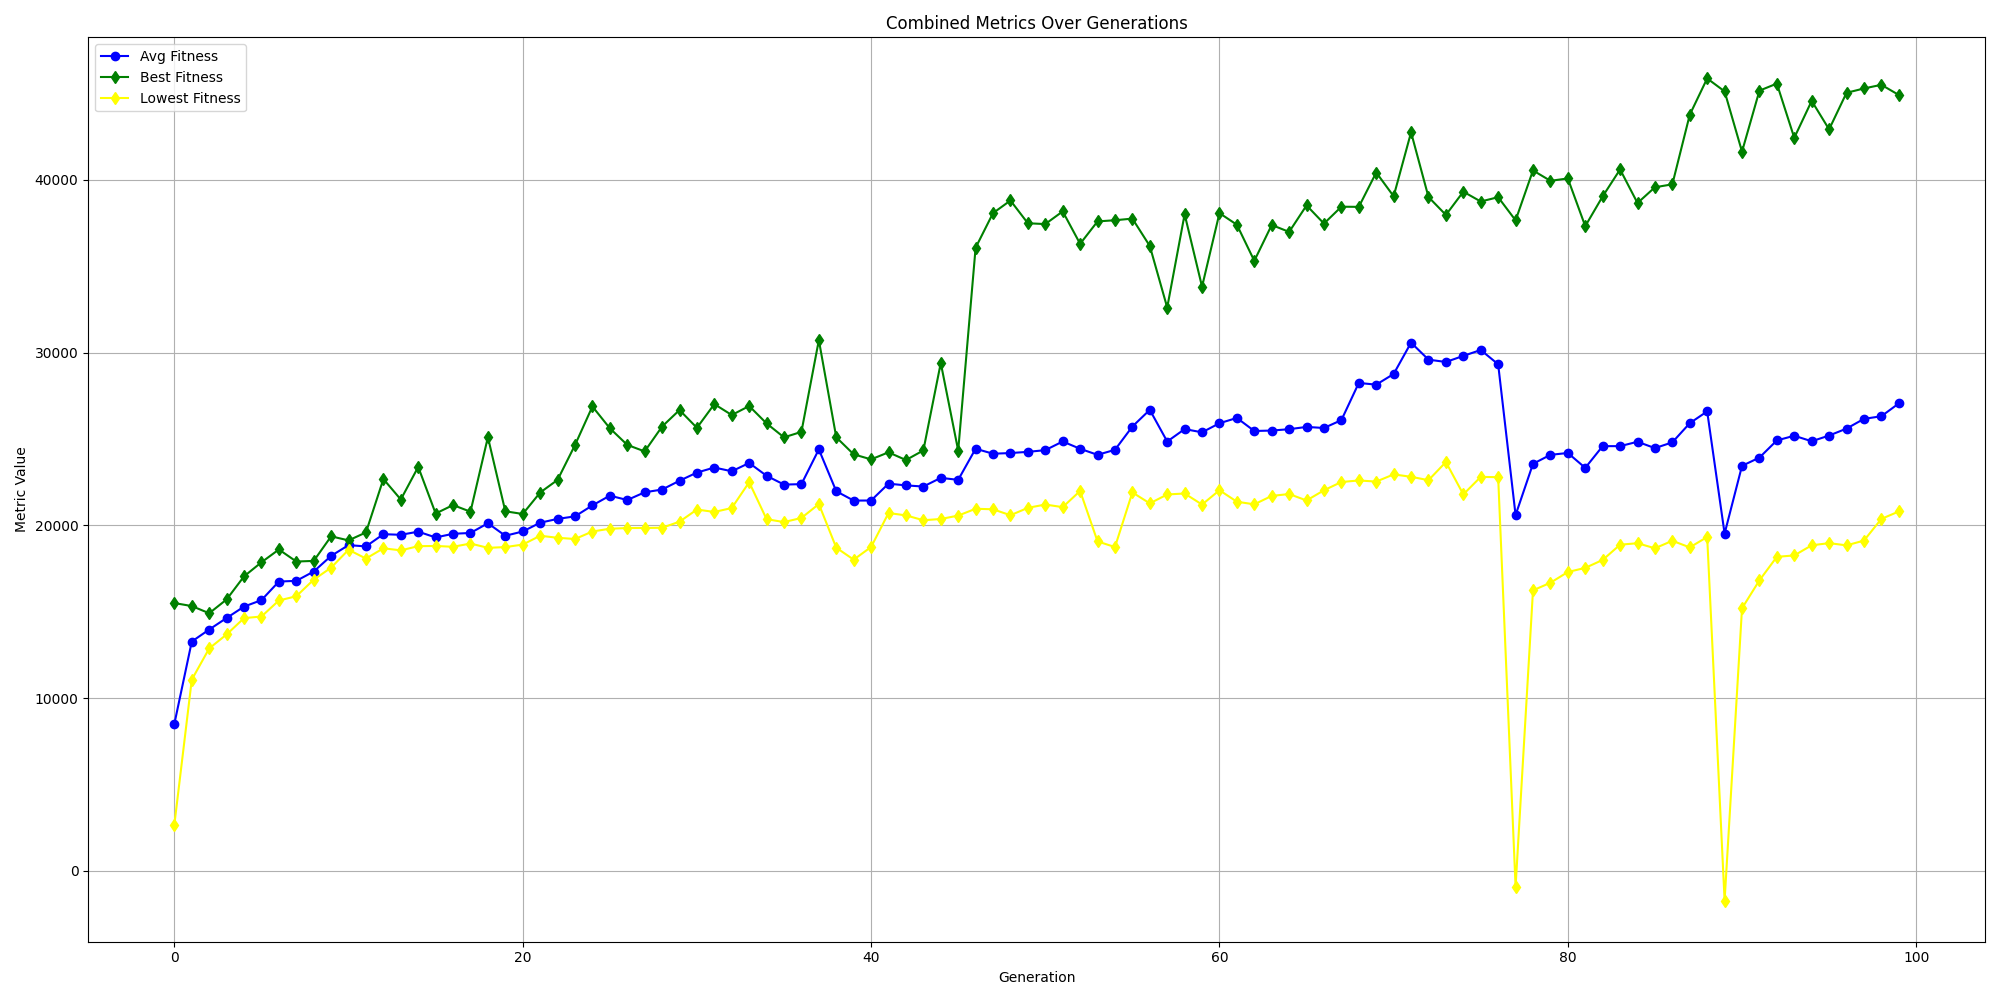 Combined Metrics Over Generations
Avg Fitness
Best Fitness
Lowest Fitness
Metric Value
40000
30000
20000
10000
0
0 20 40 60 80 100
Generation